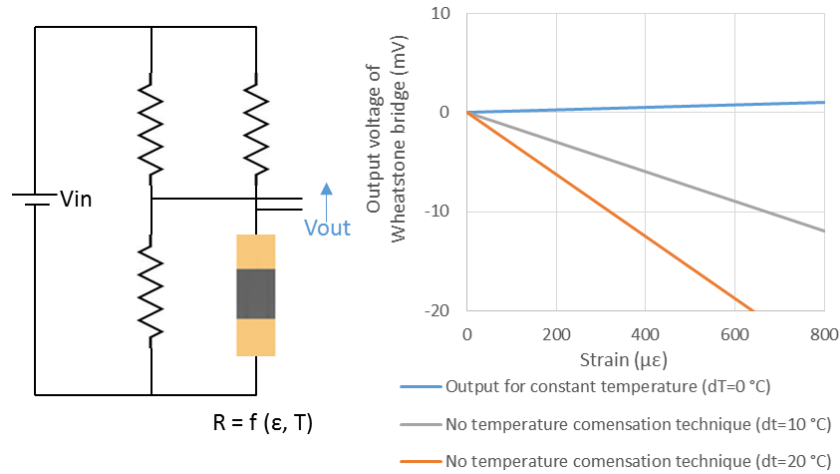 Vin
Vout
R = f (ε, T)
Output voltage of
Wheatstone bridge (mV)
10
0
-10
-20
0
200
400
600
800
Strain (µε)
Output for constant temperature (dT=0 °C)
No temperature comensation technique (dt=10 °C)
No temperature comensation technique (dt=20 °C)